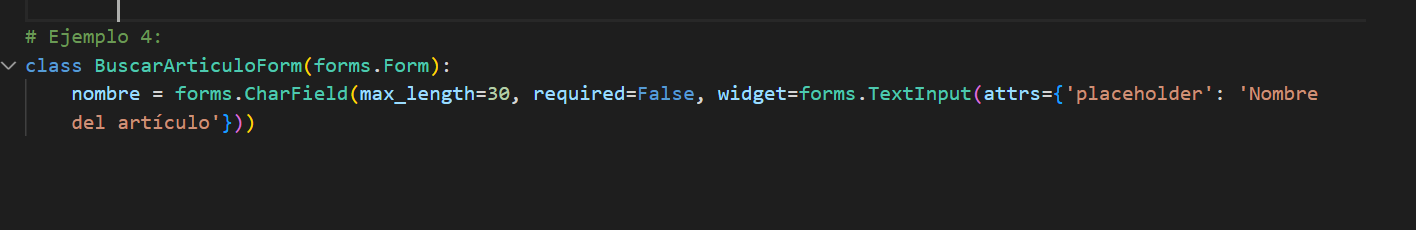 # Ejemplo 4:
class BuscarArticuloForm(forms.Form):
    nombre = forms.CharField(max_length=30, required=False, widget=forms.TextInput(attrs={'placeholder': 'Nombre
    del artículo'}))